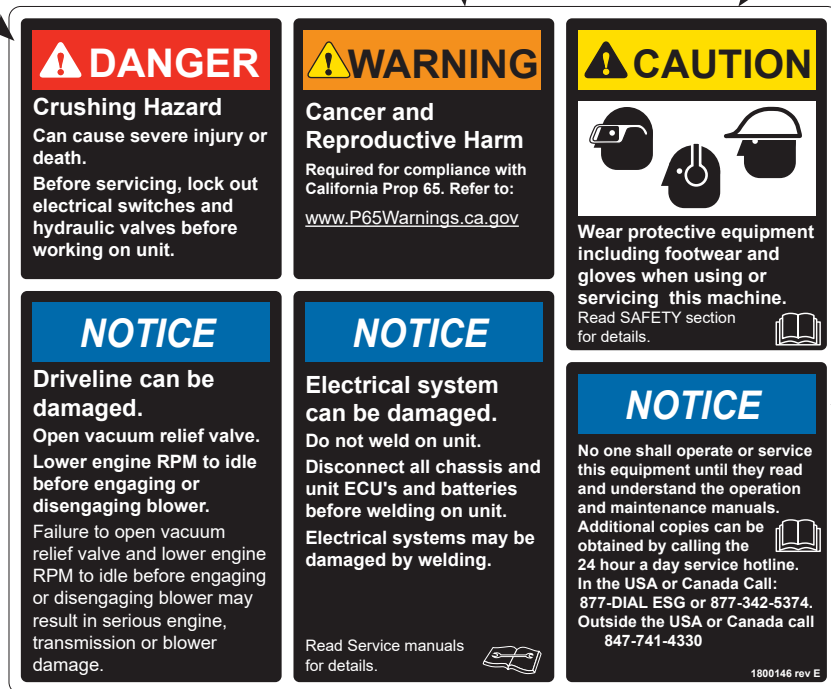 DANGER
Crushing Hazard
Can cause severe injury or
death.
Before servicing, lock out
electrical switches and
hydraulic valves before
working on unit.
WARNING
Cancer and
Reproductive Harm
Required for compliance with
California Prop 65. Refer to:
www.P65Warnings.ca.gov
CAUTION
Wear protective equipment
including footwear and
gloves when using or
servicing  this machine.
Read SAFETY section
for details.
NOTICE
Driveline can be
damaged.
Open vacuum relief valve.
Lower engine RPM to idle
before engaging or
disengaging blower.
Failure to open vacuum
relief valve and lower engine
RPM to idle before engaging
or disengaging blower may
result in serious engine,
transmission or blower
damage.
NOTICE
Electrical system
can be damaged.
Do not weld on unit.
Disconnect all chassis and
unit ECU's and batteries
before welding on unit.
Electrical systems may be
damaged by welding.
Read Service manuals
for details.
NOTICE
No one shall operate or service
this equipment until they read
and understand the operation
and maintenance manuals.
Additional copies can be
obtained by calling the
24 hour a day service hotline.
In the USA or Canada Call:
877-DIAL ESG or 877-342-5374.
Outside the USA or Canada call
847-741-4330
1800146 rev E